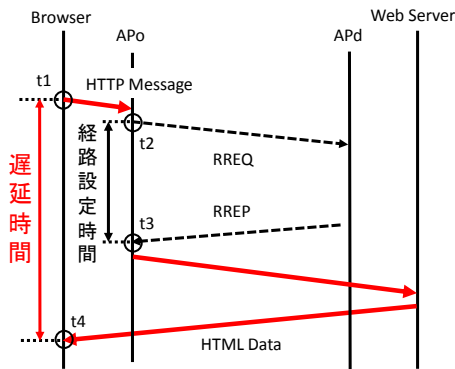 Browser
Web Server
APo
APd
t1
HTTP Message
t2
RREQ
経路設定時間
遅延時間
RREP
t3
t4
HTML Data